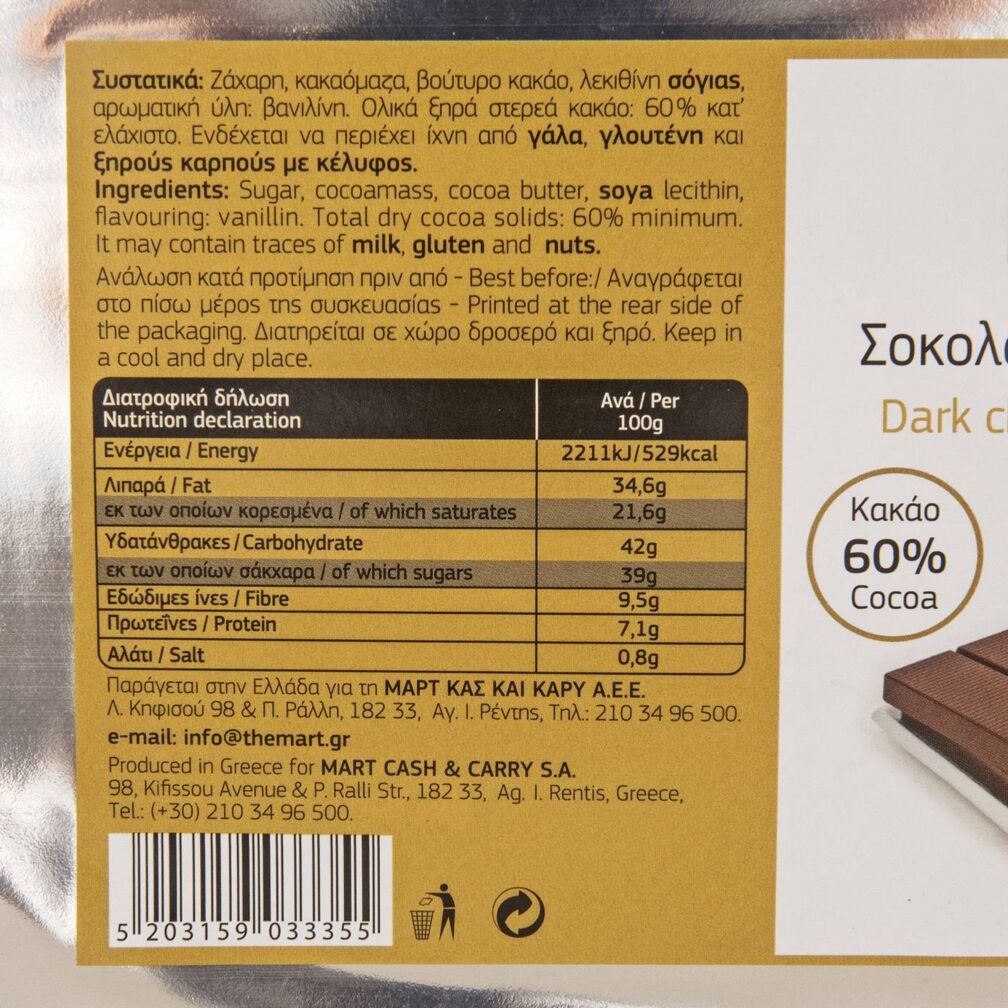 Συστατικά: Ζάχαρη, κακαόμαζα, βούτυρο κακάο, λεκιθίνη σόγιας,
αρωματική ύλη: βανιλίνη. Ολικά ξηρά στερεά κακάο: 60% κατ'
ελάχιστο. Ενδέχεται να περιέχει ίχνη από γάλα, γλουτένη και
ξηρούς καρπούς με κέλυφος.
Ingredients: Sugar, cocoamass, cocoa butter, soya lecithin,
flavouring: vanillin. Total dry cocoa solids: 60% minimum.
It may contain traces of milk, gluten and nuts.
Ανάλωση κατά προτίμηση πριν από - Best before:/ Αναγράφεται
στο πίσω μέρος της συσκευασίας - Printed at the rear side of
the packaging. Διατηρείται σε χώρο δροσερό και ξηρό. Keep in
a cool and dry place.
Διατροφική δήλωση Ανά / Per
Nutrition declaration 100g
Ενέργεια / Energy 2211kJ/529kcal
Λιπαρά / Fat 34,6g
εκ των οποίων κορεσμένα / of which saturates 21,6g
Υδατάνθρακες / Carbohydrate 42g
εκ των οποίων σάκχαρα / of which sugars 39g
Εδώδιμες ίνες / Fibre 9,5g
Πρωτεΐνες / Protein 7,1g
Αλάτι / Salt 0,8g
Παράγεται στην Ελλάδα για τη ΜΑΡΤ ΚΑΣ ΚΑΙ ΚΑΡΥ Α.Ε.Ε.
Λ. Κηφισού 98 & Π. Ράλλη, 182 33, Αγ. Ι. Ρέντης, Τηλ.: 210 34 96 500.
e-mail: info@themart.gr
Produced in Greece for MART CASH & CARRY S.A.
98, Kifissou Avenue & P. Ralli Str., 182 33, Ag. I. Rentis, Greece,
Tel.: (+30) 210 34 96 500.
5 203159 033355
Σοκολ
Dark c
Κακάο
60%
Cocoa